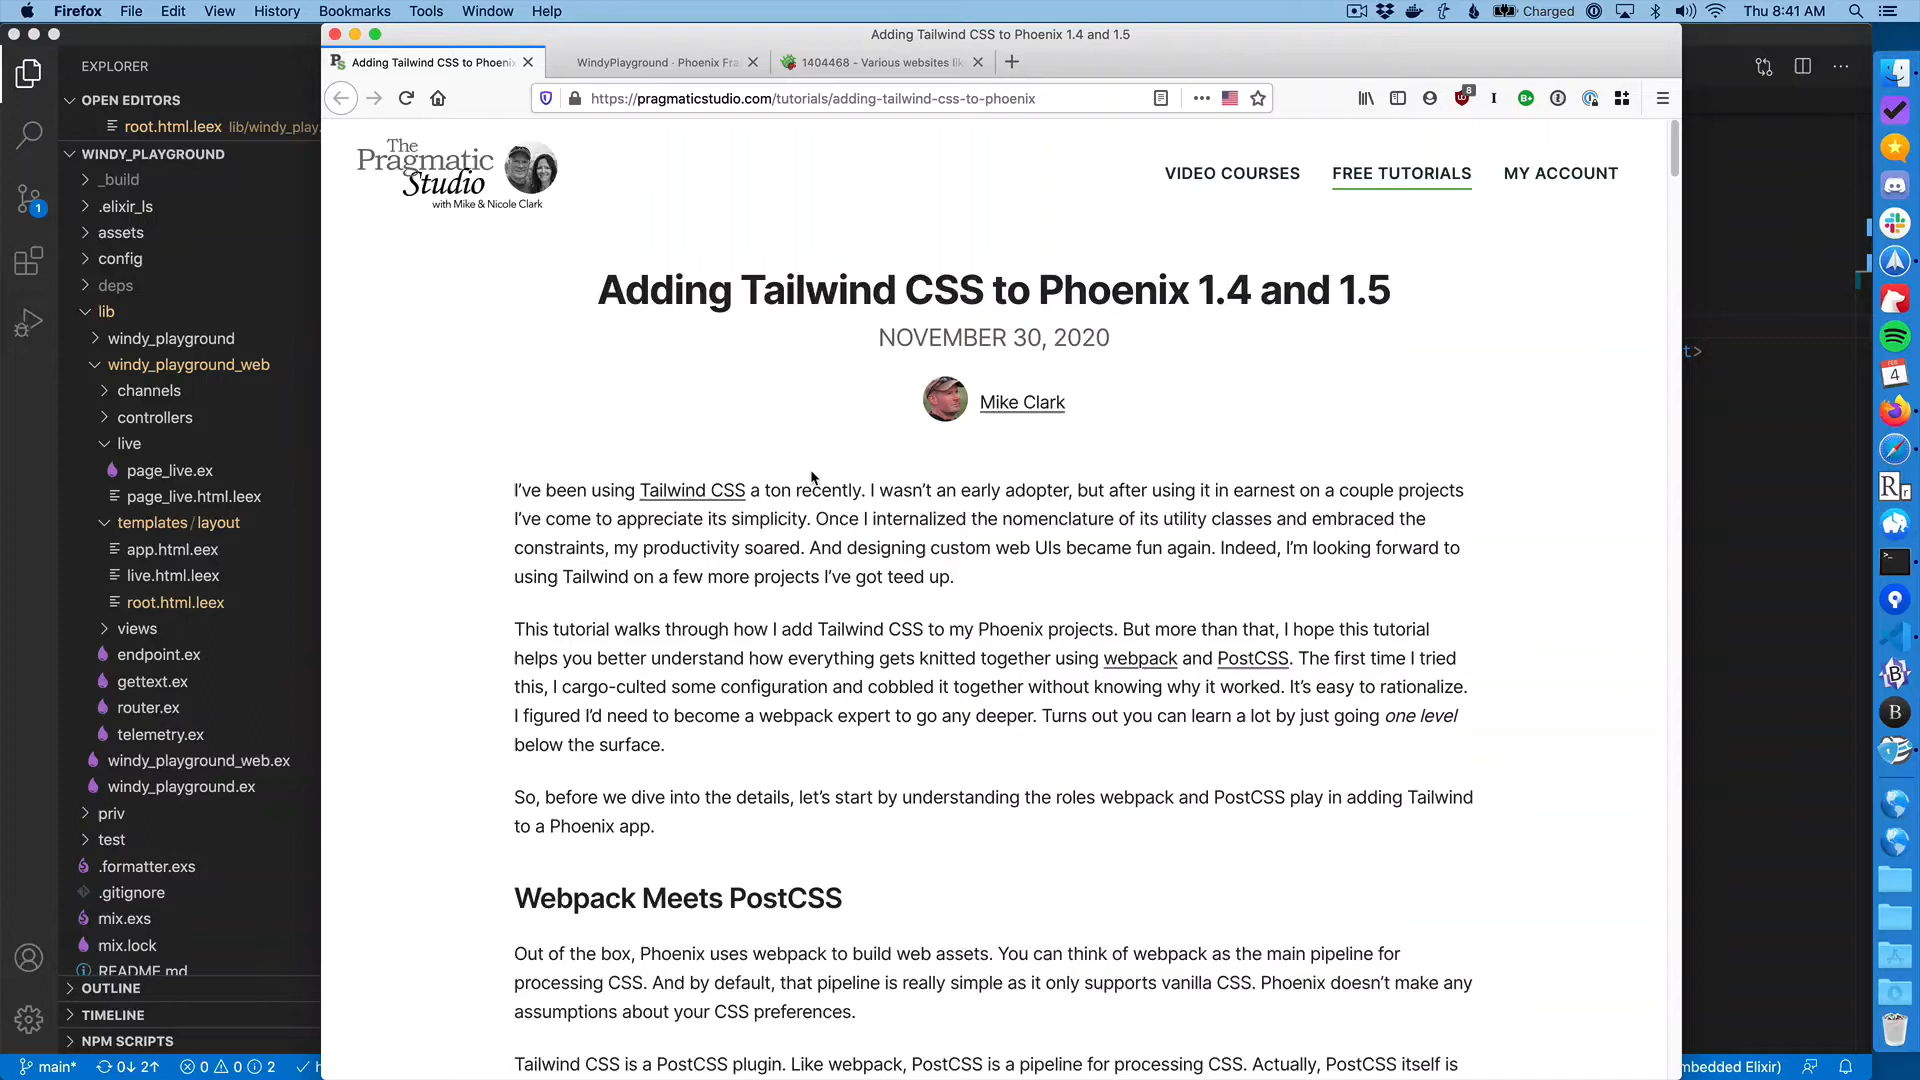 Firefox File Edit View History Bookmarks Tools Window Help
Charged Thu 8:41 AM
Adding Tailwind CSS to Phoenix 1.4 and 1.5
Adding Tailwind CSS to Phoeni
WindyPlayground · Phoenix Fra
1404468 - Various websites lik
https://pragmaticstudio.com/tutorials/adding-tailwind-css-to-phoenix
8
EXPLORER
OPEN EDITORS
root.html.leex lib/windy_play.
WINDY_PLAYGROUND
_build
.elixir_ls
1
assets
config
deps
lib
windy_playground
windy_playground_web
channels
controllers
live
page_live.ex
page_live.html.leex
templates/layout
app.html.eex
live.html.leex
root.html.leex
views
endpoint.ex
gettext.ex
router.ex
telemetry.ex
windy_playground_web.ex
windy_playground.ex
priv
test
.formatter.exs
.gitignore
mix.exs
mix.lock
README.md
OUTLINE
TIMELINE
NPM SCRIPTS
main* 0↓ 2↑ 0 0 2
The
Pragmatic
Studio
with Mike & Nicole Clark
VIDEO COURSES FREE TUTORIALS MY ACCOUNT
Adding Tailwind CSS to Phoenix 1.4 and 1.5
NOVEMBER 30, 2020
Mike Clark
I’ve been using Tailwind CSS a ton recently. I wasn’t an early adopter, but after using it in earnest on a couple projects
I’ve come to appreciate its simplicity. Once I internalized the nomenclature of its utility classes and embraced the
constraints, my productivity soared. And designing custom web UIs became fun again. Indeed, I’m looking forward to
using Tailwind on a few more projects I’ve got teed up.
This tutorial walks through how I add Tailwind CSS to my Phoenix projects. But more than that, I hope this tutorial
helps you better understand how everything gets knitted together using webpack and PostCSS. The first time I tried
this, I cargo-culted some configuration and cobbled it together without knowing why it worked. It’s easy to rationalize.
I figured I’d need to become a webpack expert to go any deeper. Turns out you can learn a lot by just going one level
below the surface.
So, before we dive into the details, let’s start by understanding the roles webpack and PostCSS play in adding Tailwind
to a Phoenix app.
Webpack Meets PostCSS
Out of the box, Phoenix uses webpack to build web assets. You can think of webpack as the main pipeline for
processing CSS. And by default, that pipeline is really simple as it only supports vanilla CSS. Phoenix doesn’t make any
assumptions about your CSS preferences.
Tailwind CSS is a PostCSS plugin. Like webpack, PostCSS is a pipeline for processing CSS. Actually, PostCSS itself is
t>
mbedded Elixir)
FEB
4
Rr
B
B